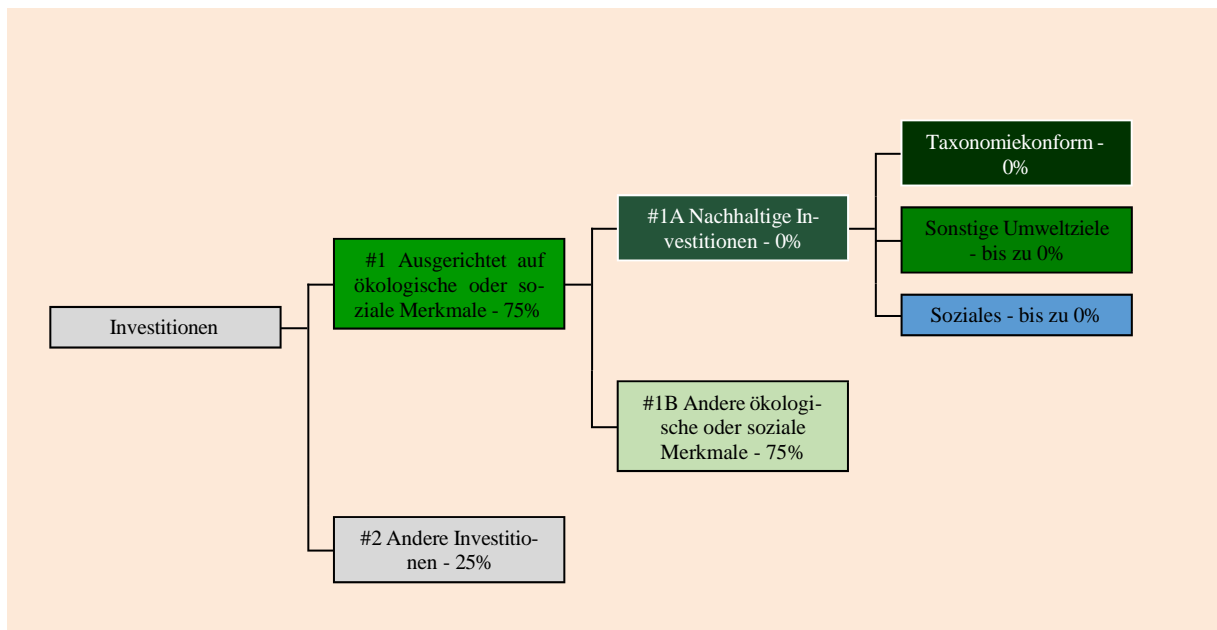 Taxonomiekonform -
0%
#1A Nachhaltige In-
vestitionen - 0%
Sonstige Umweltziele
- bis zu 0%
#1 Ausgerichtet auf
ökologische oder so-
ziale Merkmale - 75%
Soziales - bis zu 0%
Investitionen
#1B Andere ökologi-
sche oder soziale
Merkmale - 75%
#2 Andere Investitio-
nen - 25%